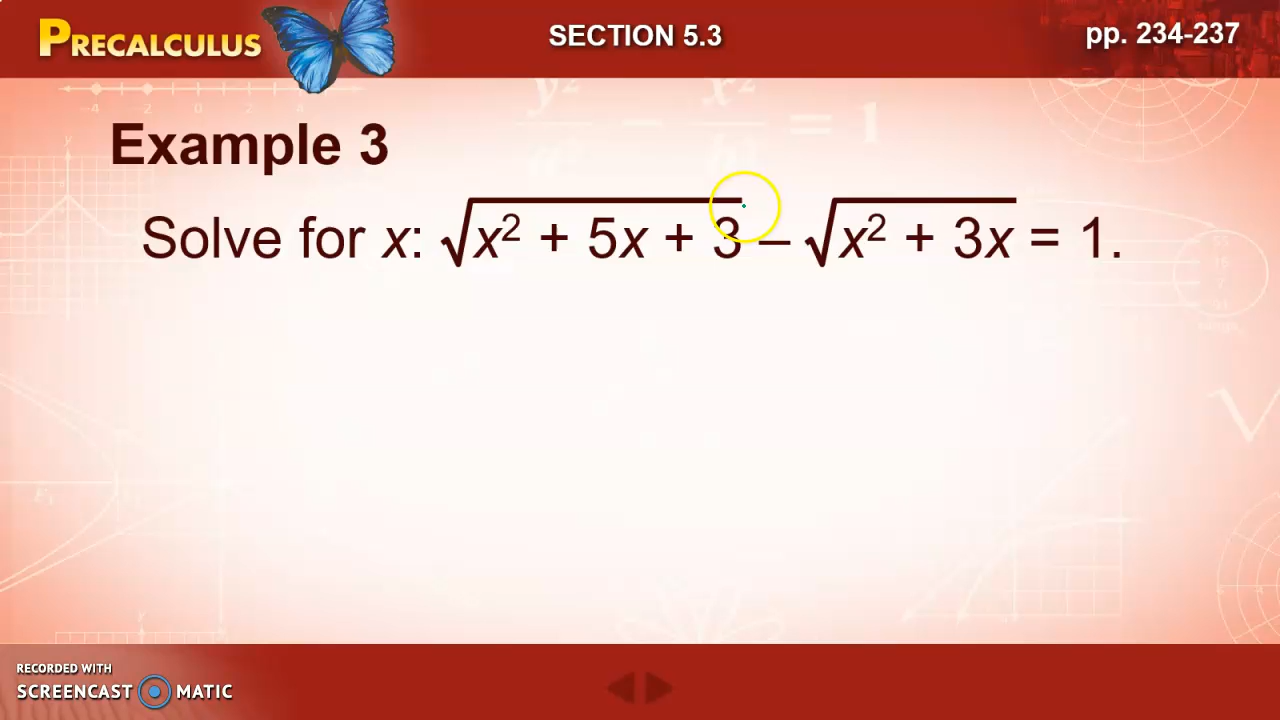 PRECALCULUS
SECTION 5.3
pp. 234-237
Example 3
Solve for x: √(x² + 5x + 3) – √(x² + 3x) = 1.
RECORDED WITH
SCREENCAST MATIC